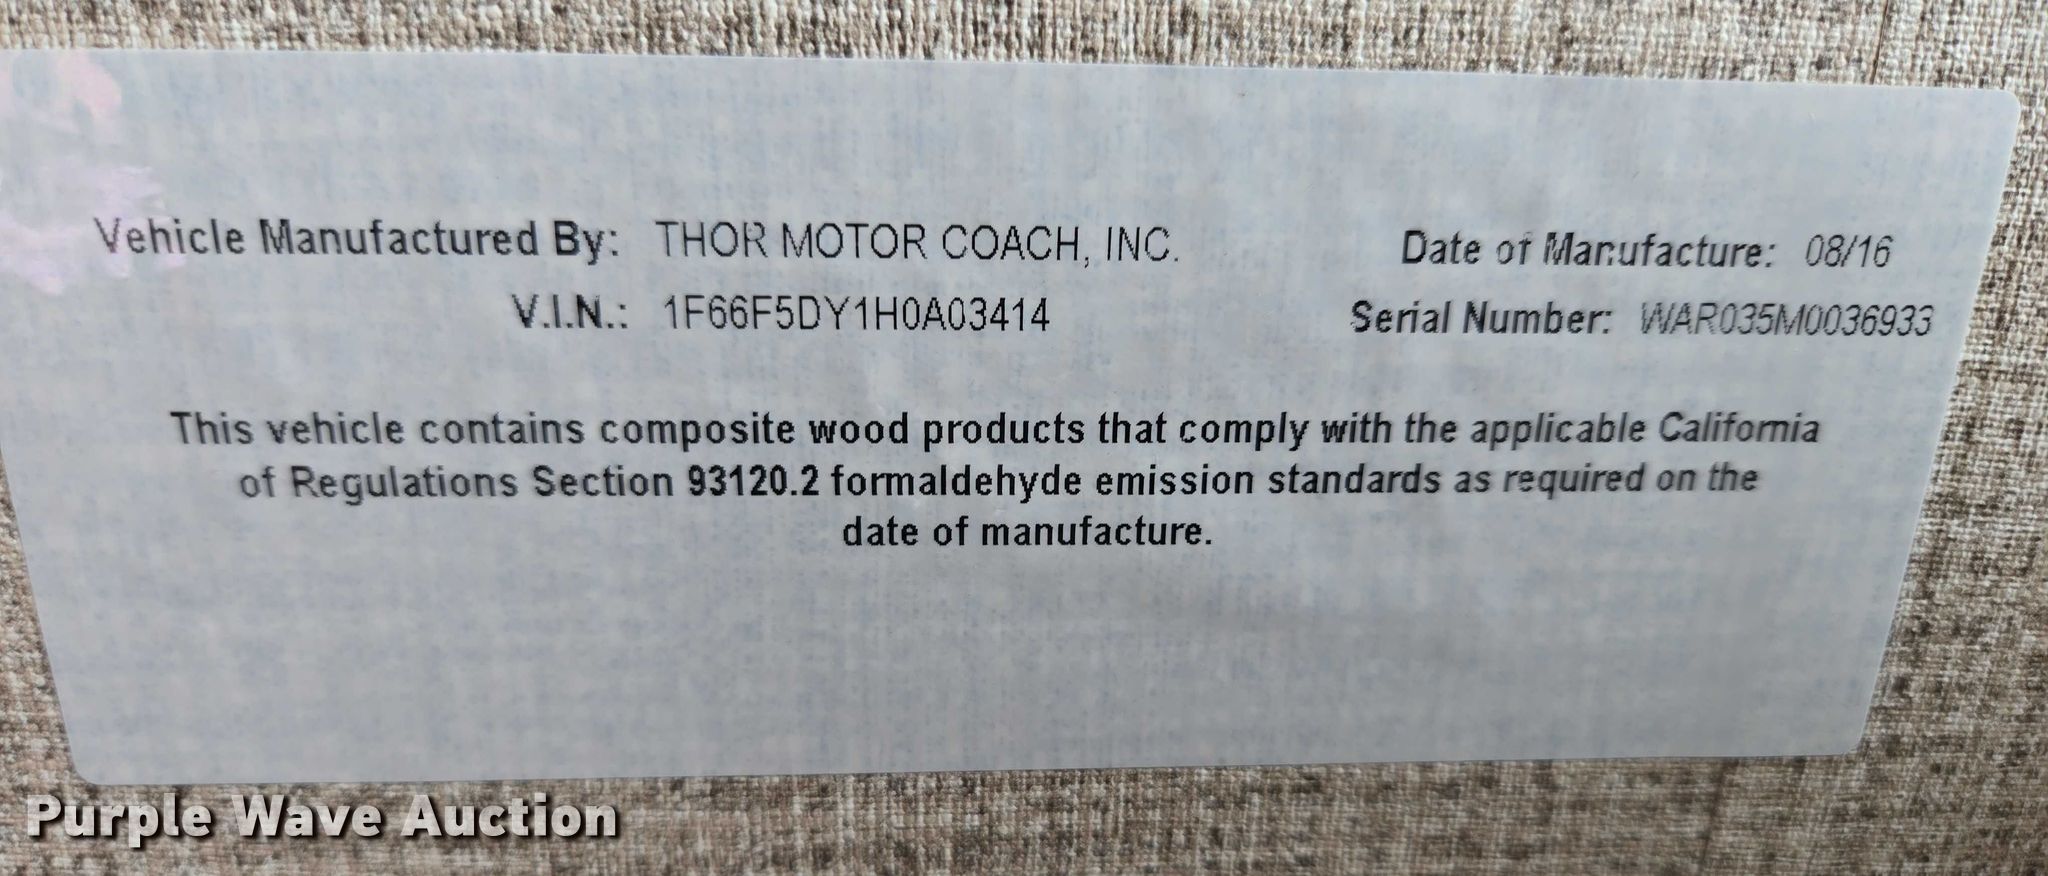 Vehicle Manufactured By: THOR MOTOR COACH, INC. Date of Manufacture: 08/16
V.I.N.: 1F66F5DY1H0A03414 Serial Number: WAR035M0036933
This vehicle contains composite wood products that comply with the applicable California
of Regulations Section 93120.2 formaldehyde emission standards as required on the
date of manufacture.
Purple Wave Auction